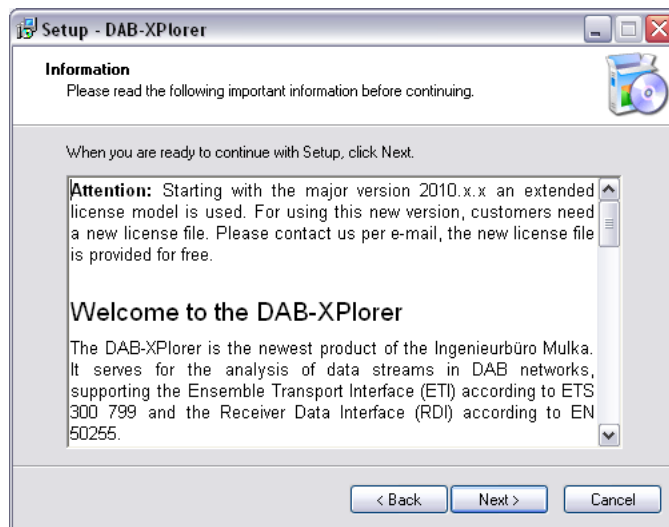 Setup - DAB-XPlorer
Information
Please read the following important information before continuing.
When you are ready to continue with Setup, click Next.
Attention: Starting with the major version 2010.x.x an extended
license model is used. For using this new version, customers need
a new license file. Please contact us per e-mail, the new license file
is provided for free.
Welcome to the DAB-XPlorer
The DAB-XPlorer is the newest product of the Ingenieurbüro Mulka.
It serves for the analysis of data streams in DAB networks,
supporting the Ensemble Transport Interface (ETI) according to ETS
300 799 and the Receiver Data Interface (RDI) according to EN
50255.
< Back
Next >
Cancel